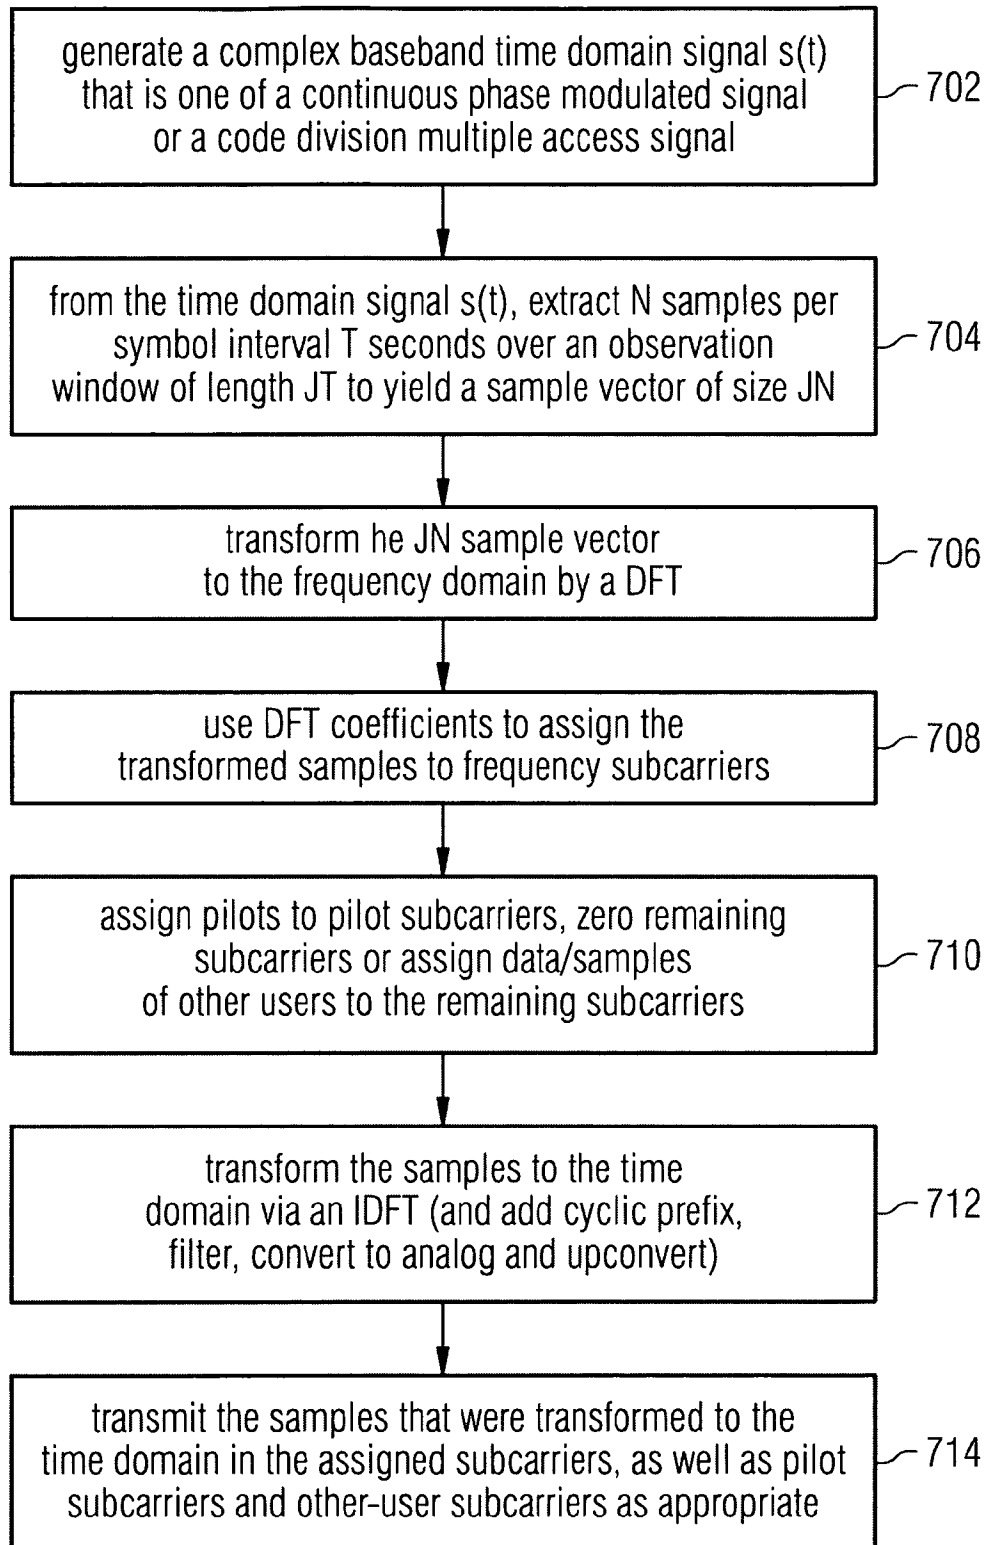 generate a complex baseband time domain signal s(t)
that is one of a continuous phase modulated signal
or a code division multiple access signal
702
from the time domain signal s(t), extract N samples per
symbol interval T seconds over an observation
window of length JT to yield a sample vector of size JN
704
transform he JN sample vector
to the frequency domain by a DFT
706
use DFT coefficients to assign the
transformed samples to frequency subcarriers
708
assign pilots to pilot subcarriers, zero remaining
subcarriers or assign data/samples
of other users to the remaining subcarriers
710
transform the samples to the time
domain via an IDFT (and add cyclic prefix,
filter, convert to analog and upconvert)
712
transmit the samples that were transformed to the
time domain in the assigned subcarriers, as well as pilot
subcarriers and other-user subcarriers as appropriate
714